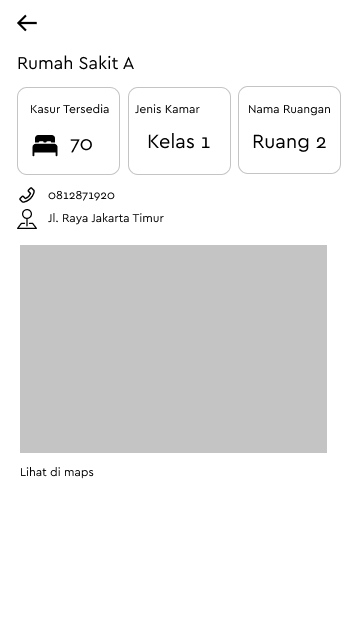 Rumah Sakit A
Kasur Tersedia
70
Jenis Kamar
Kelas 1
Nama Ruangan
Ruang 2
0812871920
Jl. Raya Jakarta Timur
Lihat di maps